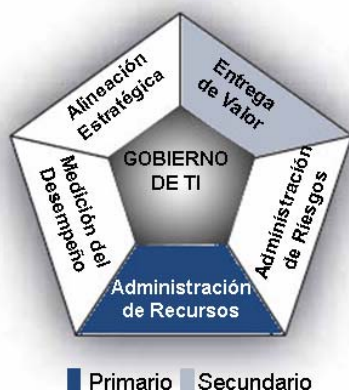 Alineación
Estratégica
Entrega
de Valor
GOBIERNO
DE TI
Medición del
Desempeño
Administración
de Riesgos
Administración
de Recursos
Primario Secundario